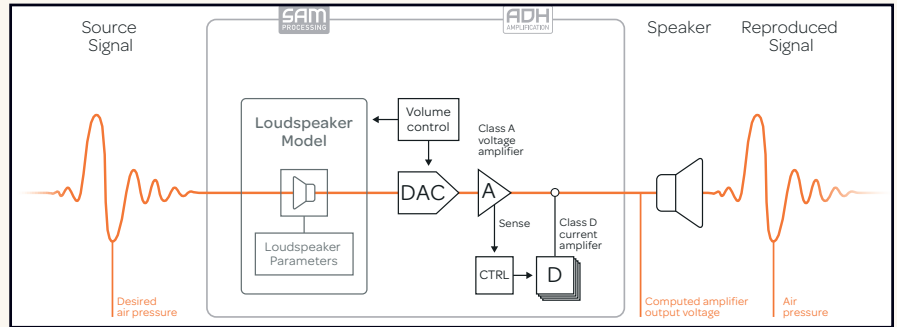 SAM
PROCESSING
ADH
AMPLIFICATION
Source
Signal
Speaker
Reproduced
Signal
Loudspeaker
Model
Volume
control
Class A
voltage
amplifier
DAC
A
Loudspeaker
Parameters
Sense
Class D
current
amplifer
CTRL
D
Desired
air pressure
Computed amplifier
output voltage
Air
pressure